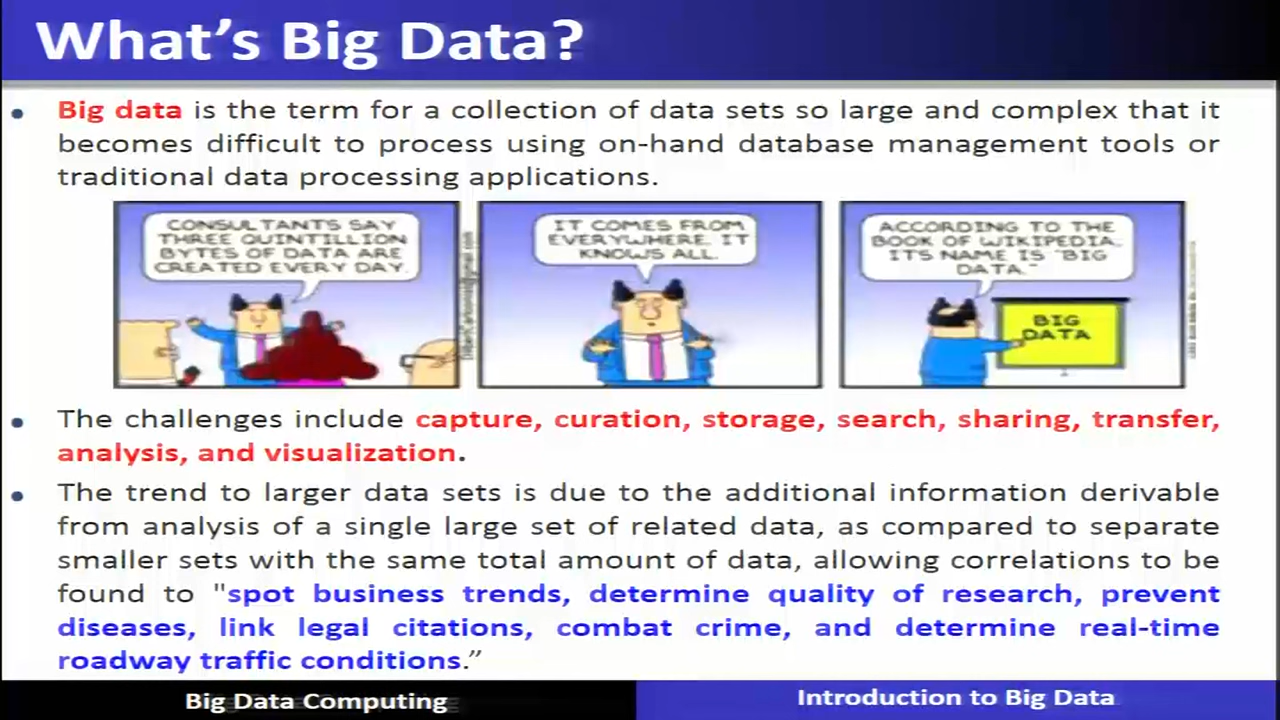 What's Big Data?
• Big data is the term for a collection of data sets so large and complex that it
becomes difficult to process using on-hand database management tools or
traditional data processing applications.
CONSULTANTS SAY
THREE QUINTILLION
BYTES OF DATA ARE
CREATED EVERY DAY.
IT COMES FROM
EVERYWHERE. IT
KNOWS ALL.
ACCORDING TO THE
BOOK OF WIKIPEDIA,
ITS NAME IS "BIG
DATA."
BIG
DATA
• The challenges include capture, curation, storage, search, sharing, transfer,
analysis, and visualization.
• The trend to larger data sets is due to the additional information derivable
from analysis of a single large set of related data, as compared to separate
smaller sets with the same total amount of data, allowing correlations to be
found to "spot business trends, determine quality of research, prevent
diseases, link legal citations, combat crime, and determine real-time
roadway traffic conditions.”
Big Data Computing
Introduction to Big Data